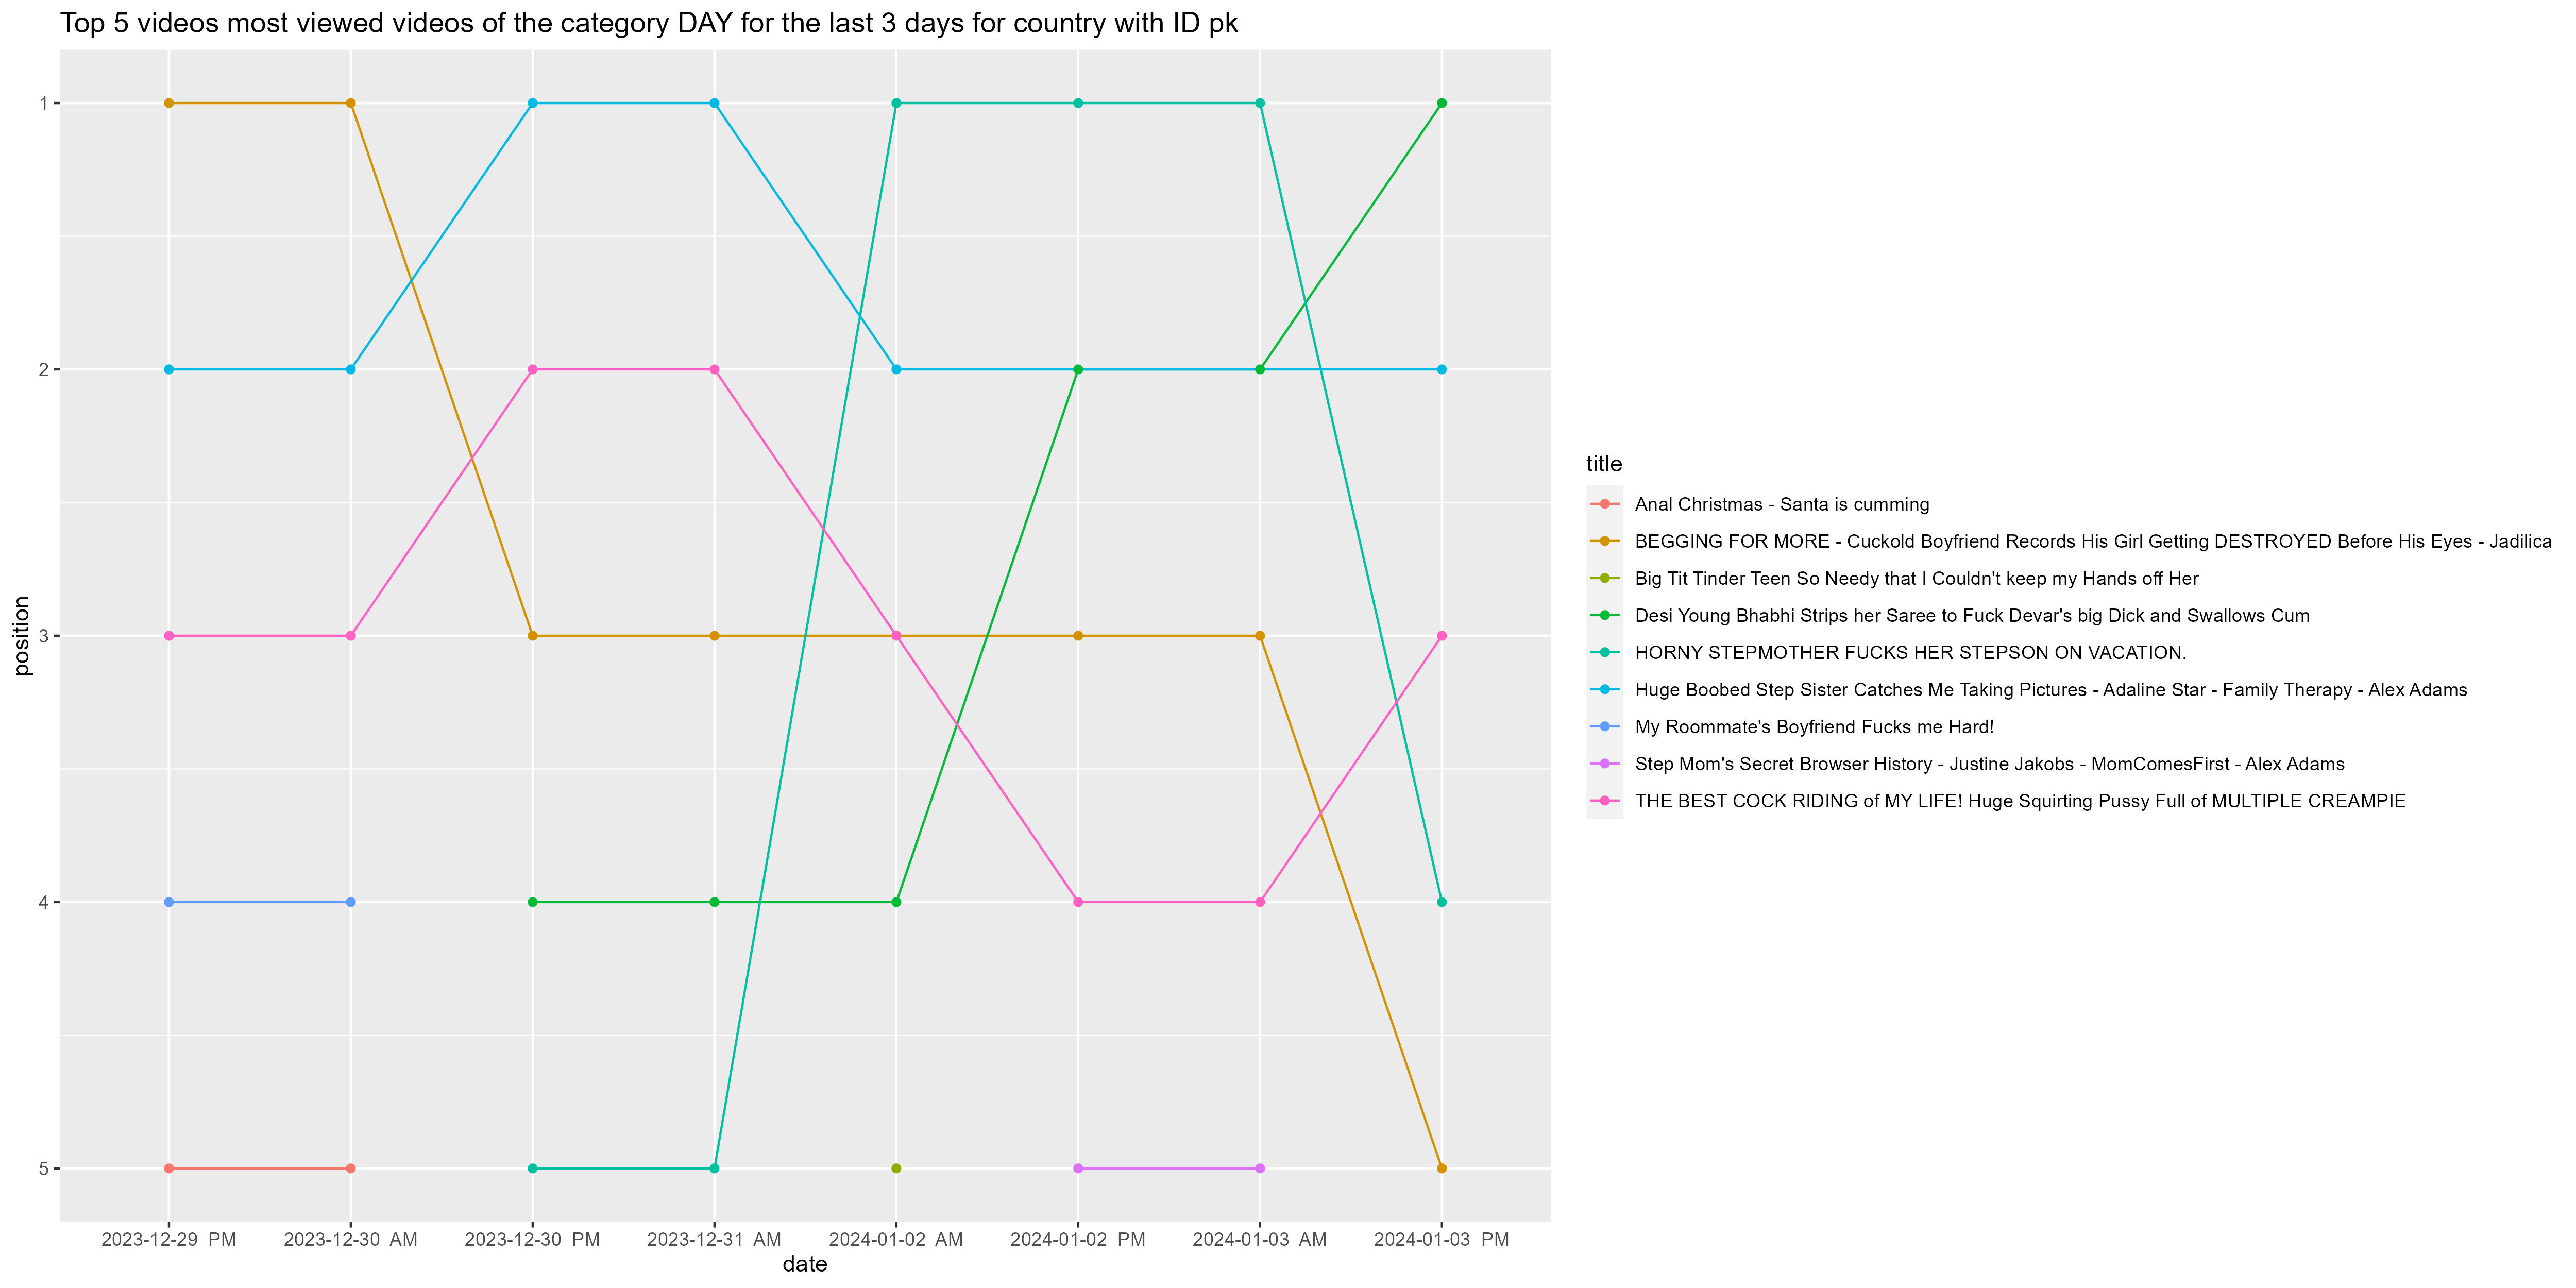 Top 5 videos most viewed videos of the category DAY for the last 3 days for country with ID pk
position
1
2
3
4
5
2023-12-29 PM
2023-12-30 AM
2023-12-30 PM
2023-12-31 AM
2024-01-02 AM
2024-01-02 PM
2024-01-03 AM
2024-01-03 PM
date
title
Anal Christmas - Santa is cumming
BEGGING FOR MORE - Cuckold Boyfriend Records His Girl Getting DESTROYED Before His Eyes - Jadilica
Big Tit Tinder Teen So Needy that I Couldn't keep my Hands off Her
Desi Young Bhabhi Strips her Saree to Fuck Devar's big Dick and Swallows Cum
HORNY STEPMOTHER FUCKS HER STEPSON ON VACATION.
Huge Boobed Step Sister Catches Me Taking Pictures - Adaline Star - Family Therapy - Alex Adams
My Roommate's Boyfriend Fucks me Hard!
Step Mom's Secret Browser History - Justine Jakobs - MomComesFirst - Alex Adams
THE BEST COCK RIDING of MY LIFE! Huge Squirting Pussy Full of MULTIPLE CREAMPIE